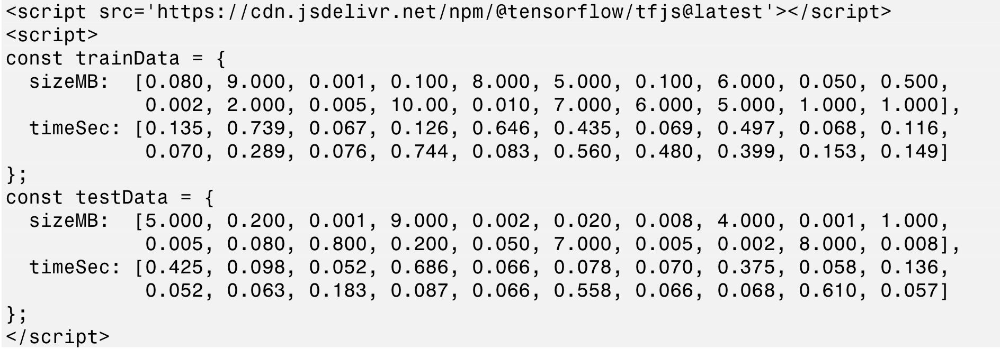 <script src='https://cdn.jsdelivr.net/npm/@tensorflow/tfjs@latest'></script>
<script>
const trainData = {
  sizeMB:  [0.080, 9.000, 0.001, 0.100, 8.000, 5.000, 0.100, 6.000, 0.050, 0.500,
            0.002, 2.000, 0.005, 10.00, 0.010, 7.000, 6.000, 5.000, 1.000, 1.000],
  timeSec: [0.135, 0.739, 0.067, 0.126, 0.646, 0.435, 0.069, 0.497, 0.068, 0.116,
            0.070, 0.289, 0.076, 0.744, 0.083, 0.560, 0.480, 0.399, 0.153, 0.149]
};
const testData = {
  sizeMB:  [5.000, 0.200, 0.001, 9.000, 0.002, 0.020, 0.008, 4.000, 0.001, 1.000,
            0.005, 0.080, 0.800, 0.200, 0.050, 7.000, 0.005, 0.002, 8.000, 0.008],
  timeSec: [0.425, 0.098, 0.052, 0.686, 0.066, 0.078, 0.070, 0.375, 0.058, 0.136,
            0.052, 0.063, 0.183, 0.087, 0.066, 0.558, 0.066, 0.068, 0.610, 0.057]
};
</script>